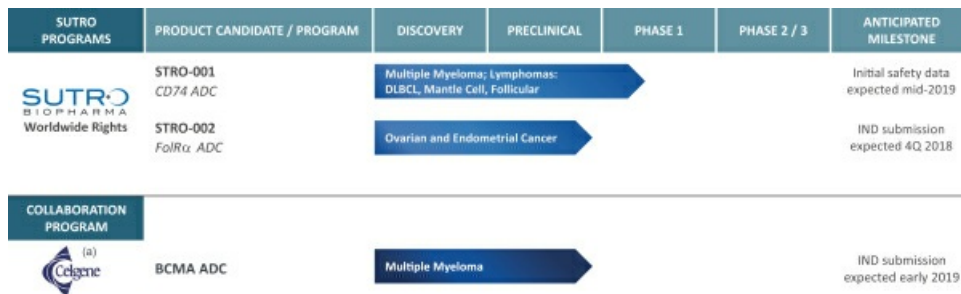 SUTRO
PROGRAMS
PRODUCT CANDIDATE / PROGRAM
DISCOVERY
PRECLINICAL
PHASE 1
PHASE 2 / 3
ANTICIPATED
MILESTONE
SUTRO
BIOPHARMA
Worldwide Rights
STRO-001
CD74 ADC
Multiple Myeloma; Lymphomas:
DLBCL, Mantle Cell, Follicular
Initial safety data
expected mid-2019
STRO-002
FolRα ADC
Ovarian and Endometrial Cancer
IND submission
expected 4Q 2018
COLLABORATION
PROGRAM
(a)
Celgene
BCMA ADC
Multiple Myeloma
IND submission
expected early 2019